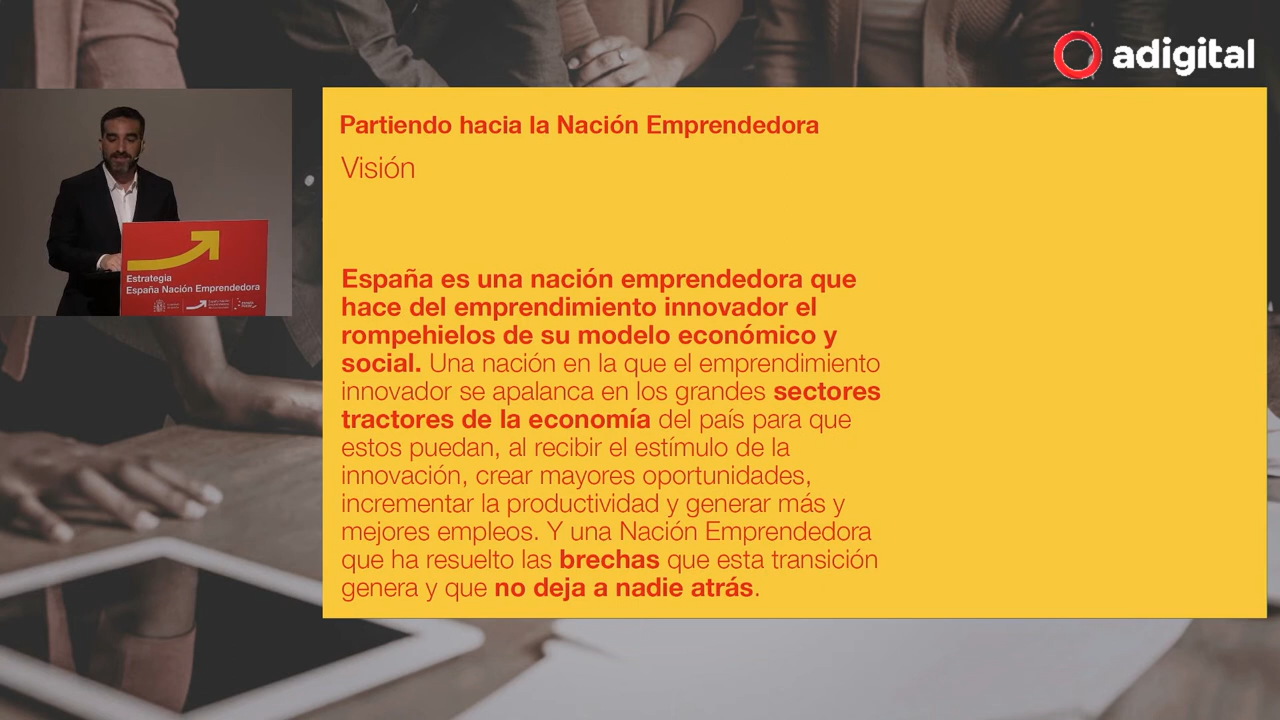 adigital
Partiendo hacia la Nación Emprendedora
Visión
España es una nación emprendedora que
hace del emprendimiento innovador el
rompehielos de su modelo económico y
social. Una nación en la que el emprendimiento
innovador se apalanca en los grandes sectores
tractores de la economía del país para que
estos puedan, al recibir el estímulo de la
innovación, crear mayores oportunidades,
incrementar la productividad y generar más y
mejores empleos. Y una Nación Emprendedora
que ha resuelto las brechas que esta transición
genera y que no deja a nadie atrás.
Estrategia
España Nación Emprendedora